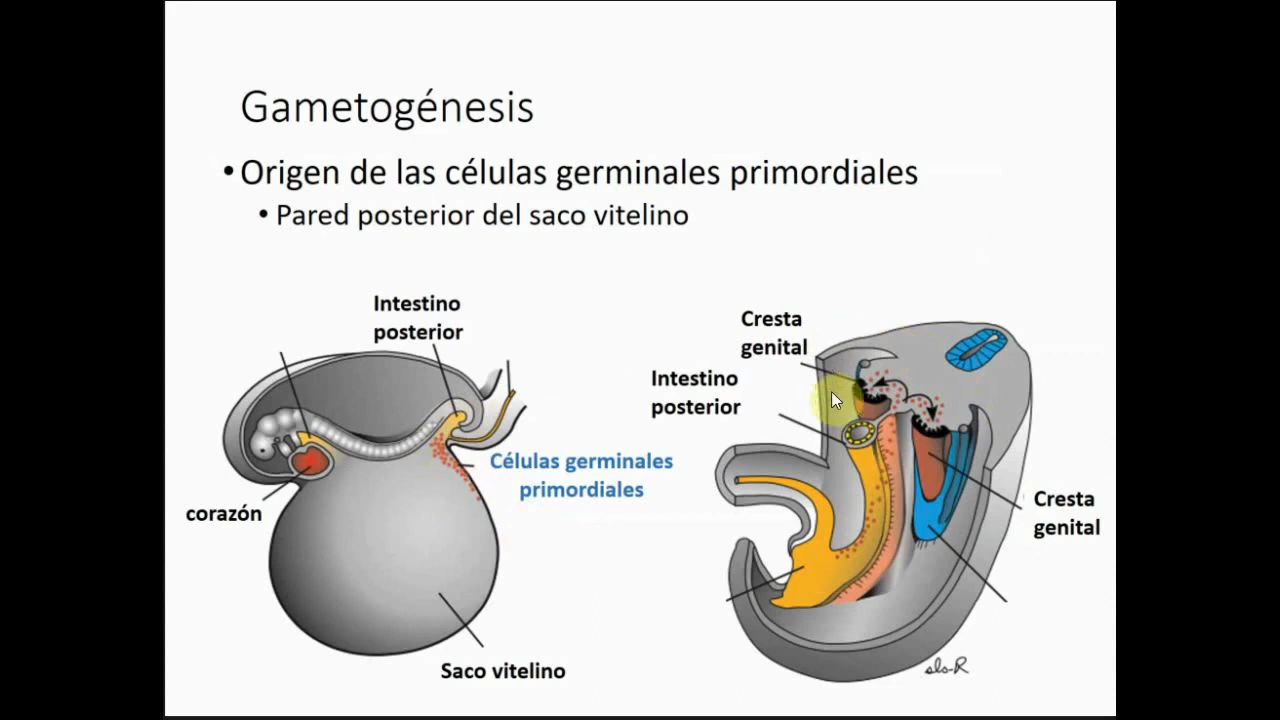 Gametogénesis
• Origen de las células germinales primordiales
• Pared posterior del saco vitelino
Intestino
posterior
Células germinales
primordiales
corazón
Saco vitelino
Cresta
genital
Intestino
posterior
Cresta
genital